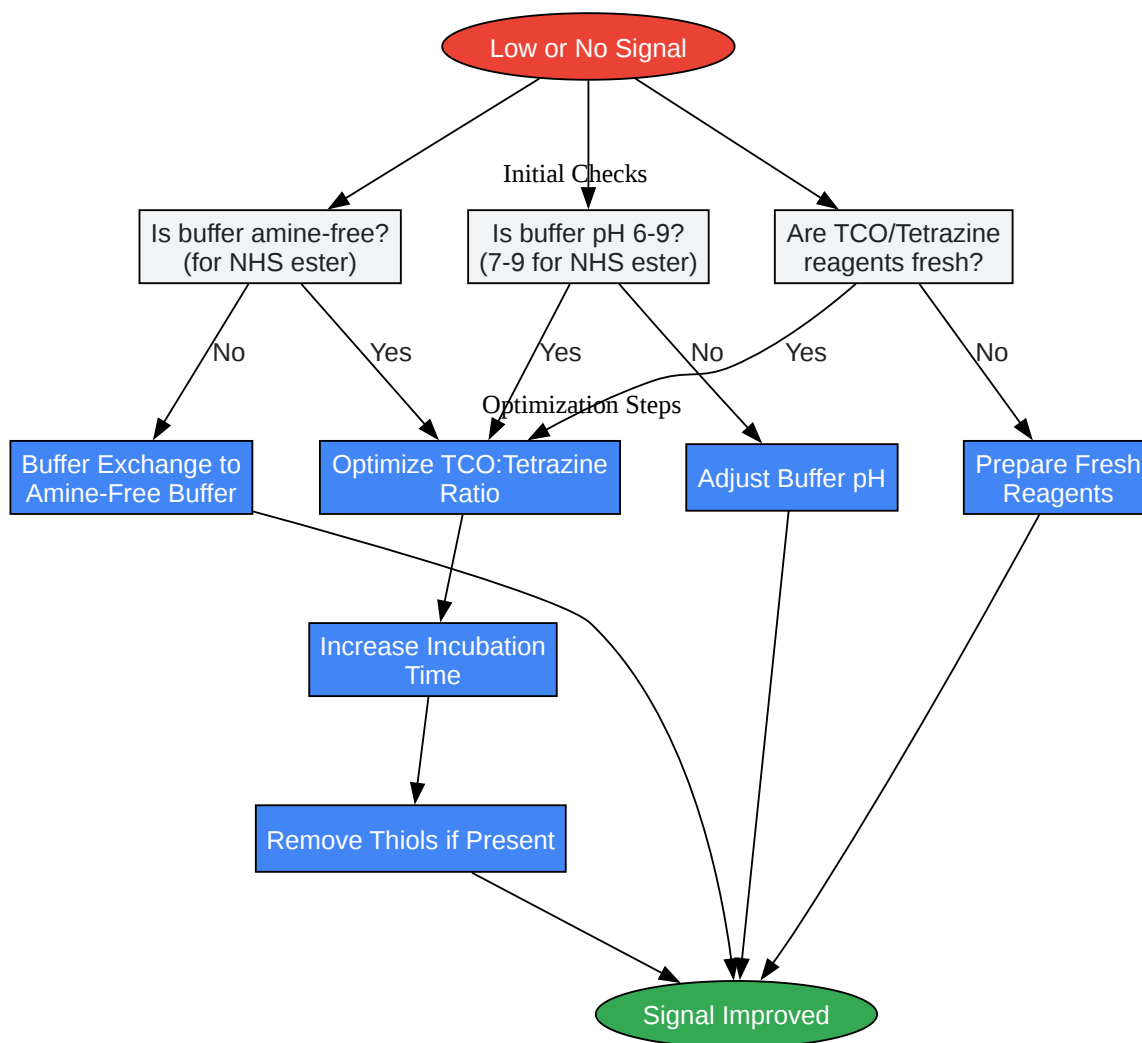 Low or No Signal
Initial Checks
Is buffer amine-free?
(for NHS ester)
Is buffer pH 6-9?
(7-9 for NHS ester)
Are TCO/Tetrazine
reagents fresh?
No
Yes
Yes
No
Yes
No
Optimization Steps
Buffer Exchange to
Amine-Free Buffer
Optimize TCO:Tetrazine
Ratio
Adjust Buffer pH
Prepare Fresh
Reagents
Increase Incubation
Time
Remove Thiols if Present
Signal Improved